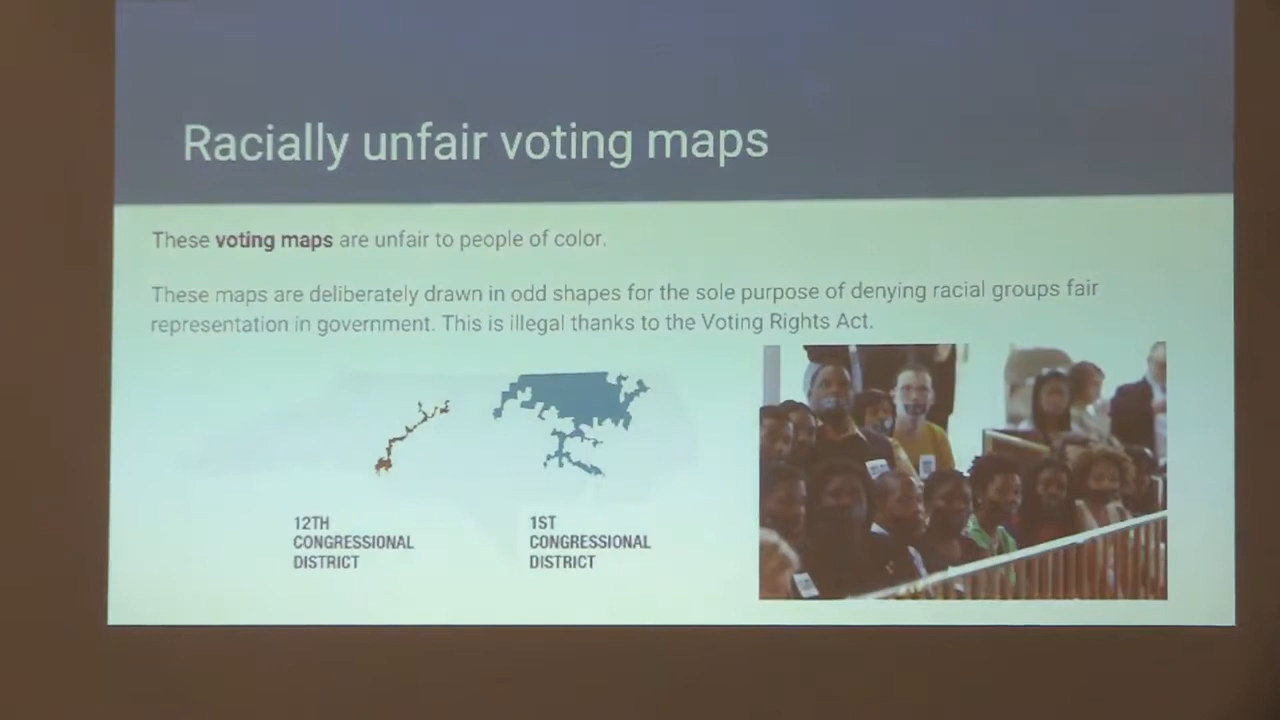 Racially unfair voting maps
These voting maps are unfair to people of color.
These maps are deliberately drawn in odd shapes for the sole purpose of denying racial groups fair
representation in government. This is illegal thanks to the Voting Rights Act.
12TH
CONGRESSIONAL
DISTRICT
1ST
CONGRESSIONAL
DISTRICT